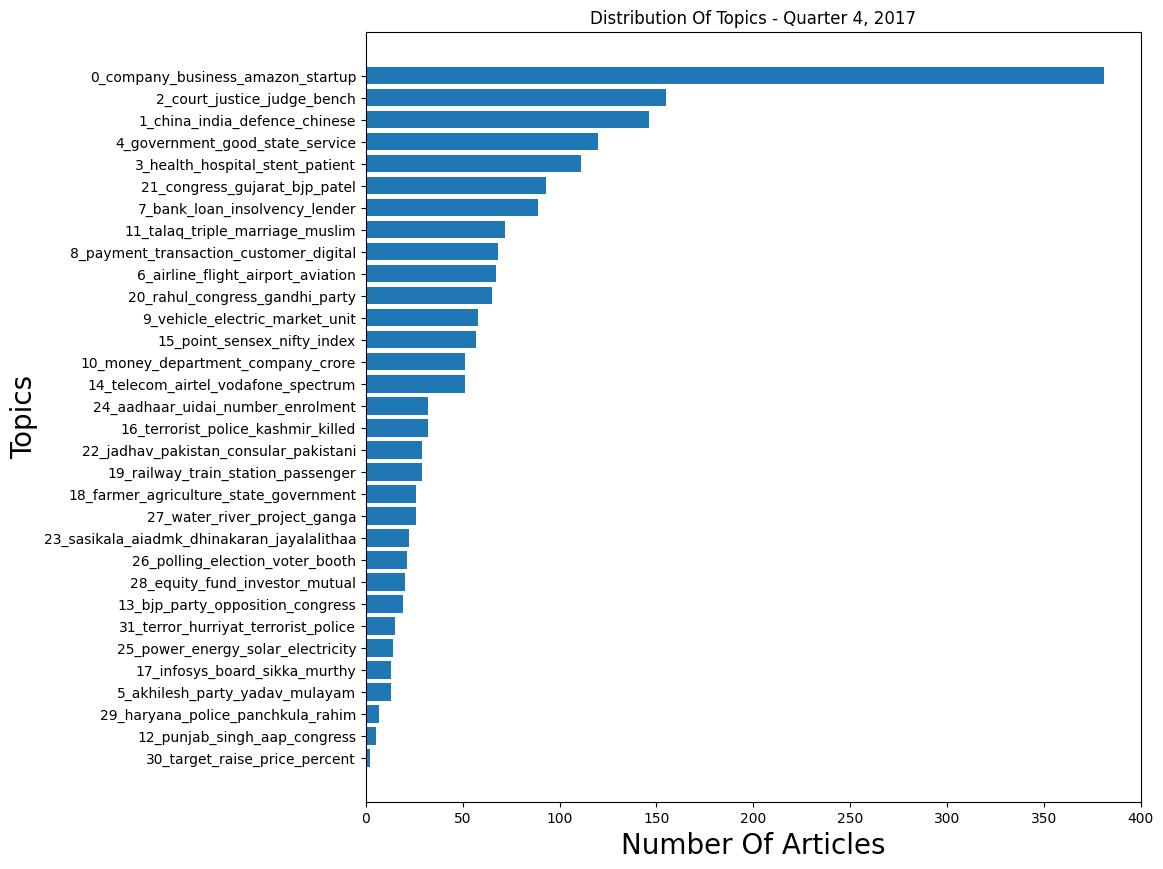 Distribution Of Topics - Quarter 4, 2017
0_company_business_amazon_startup
2_court_justice_judge_bench
1_china_india_defence_chinese
4_government_good_state_service
3_health_hospital_stent_patient
21_congress_gujarat_bjp_patel
7_bank_loan_insolvency_lender
11_talaq_triple_marriage_muslim
8_payment_transaction_customer_digital
6_airline_flight_airport_aviation
20_rahul_congress_gandhi_party
9_vehicle_electric_market_unit
15_point_sensex_nifty_index
10_money_department_company_crore
14_telecom_airtel_vodafone_spectrum
24_aadhaar_uidai_number_enrolment
16_terrorist_police_kashmir_killed
22_jadhav_pakistan_consular_pakistani
19_railway_train_station_passenger
18_farmer_agriculture_state_government
27_water_river_project_ganga
23_sasikala_aiadmk_dhinakaran_jayalalithaa
26_polling_election_voter_booth
28_equity_fund_investor_mutual
13_bjp_party_opposition_congress
31_terror_hurriyat_terrorist_police
25_power_energy_solar_electricity
17_infosys_board_sikka_murthy
5_akhilesh_party_yadav_mulayam
29_haryana_police_panchkula_rahim
12_punjab_singh_aap_congress
30_target_raise_price_percent
Topics
0 50 100 150 200 250 300 350 400
Number Of Articles